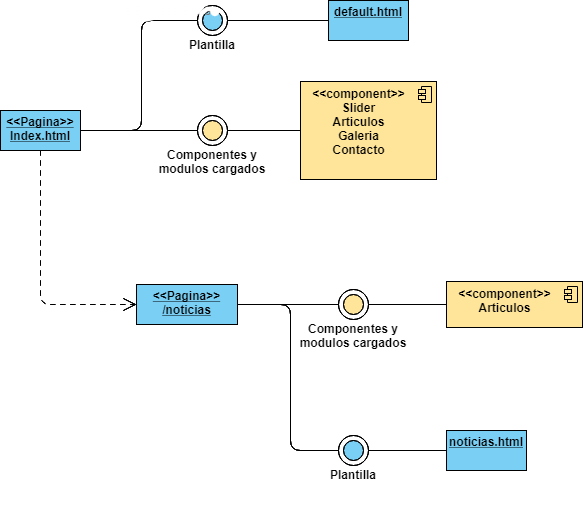 default.html
Plantilla
<<Pagina>>
Index.html
<<component>>
Slider
Articulos
Galeria
Contacto
Componentes y
modulos cargados
<<Pagina>>
/noticias
<<component>>
Articulos
Componentes y
modulos cargados
noticias.html
Plantilla